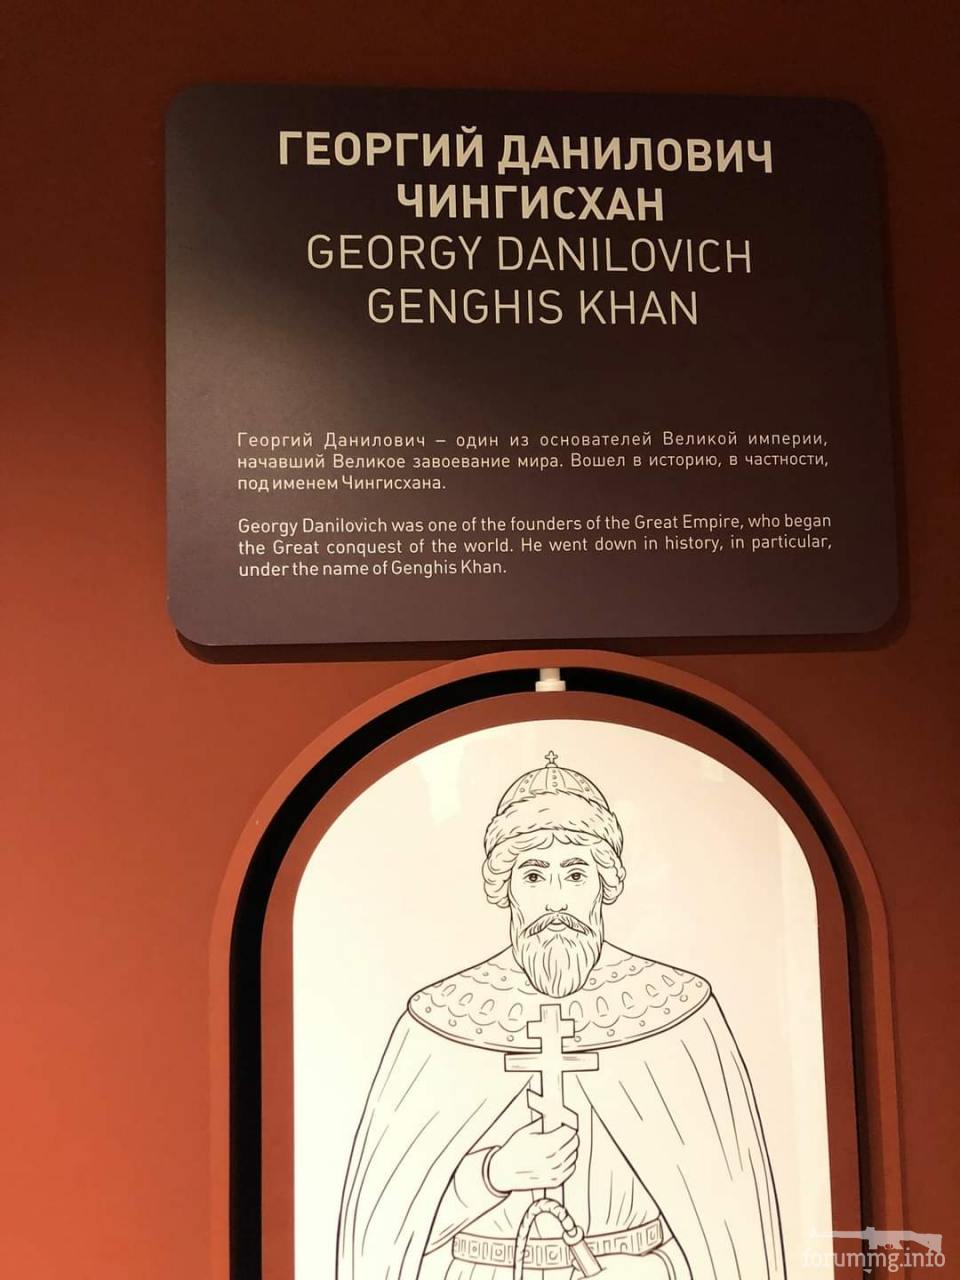 ГЕОРГИЙ ДАНИЛОВИЧ
ЧИНГИСХАН
GEORGY DANILOVICH
GENGHIS KHAN
Георгий Данилович – один из основателей Великой империи,
начавший Великое завоевание мира. Вошел в историю, в частности,
под именем Чингисхана.
Georgy Danilovich was one of the founders of the Great Empire, who began
the Great conquest of the world. He went down in history, in particular,
under the name of Genghis Khan.
forummg.info